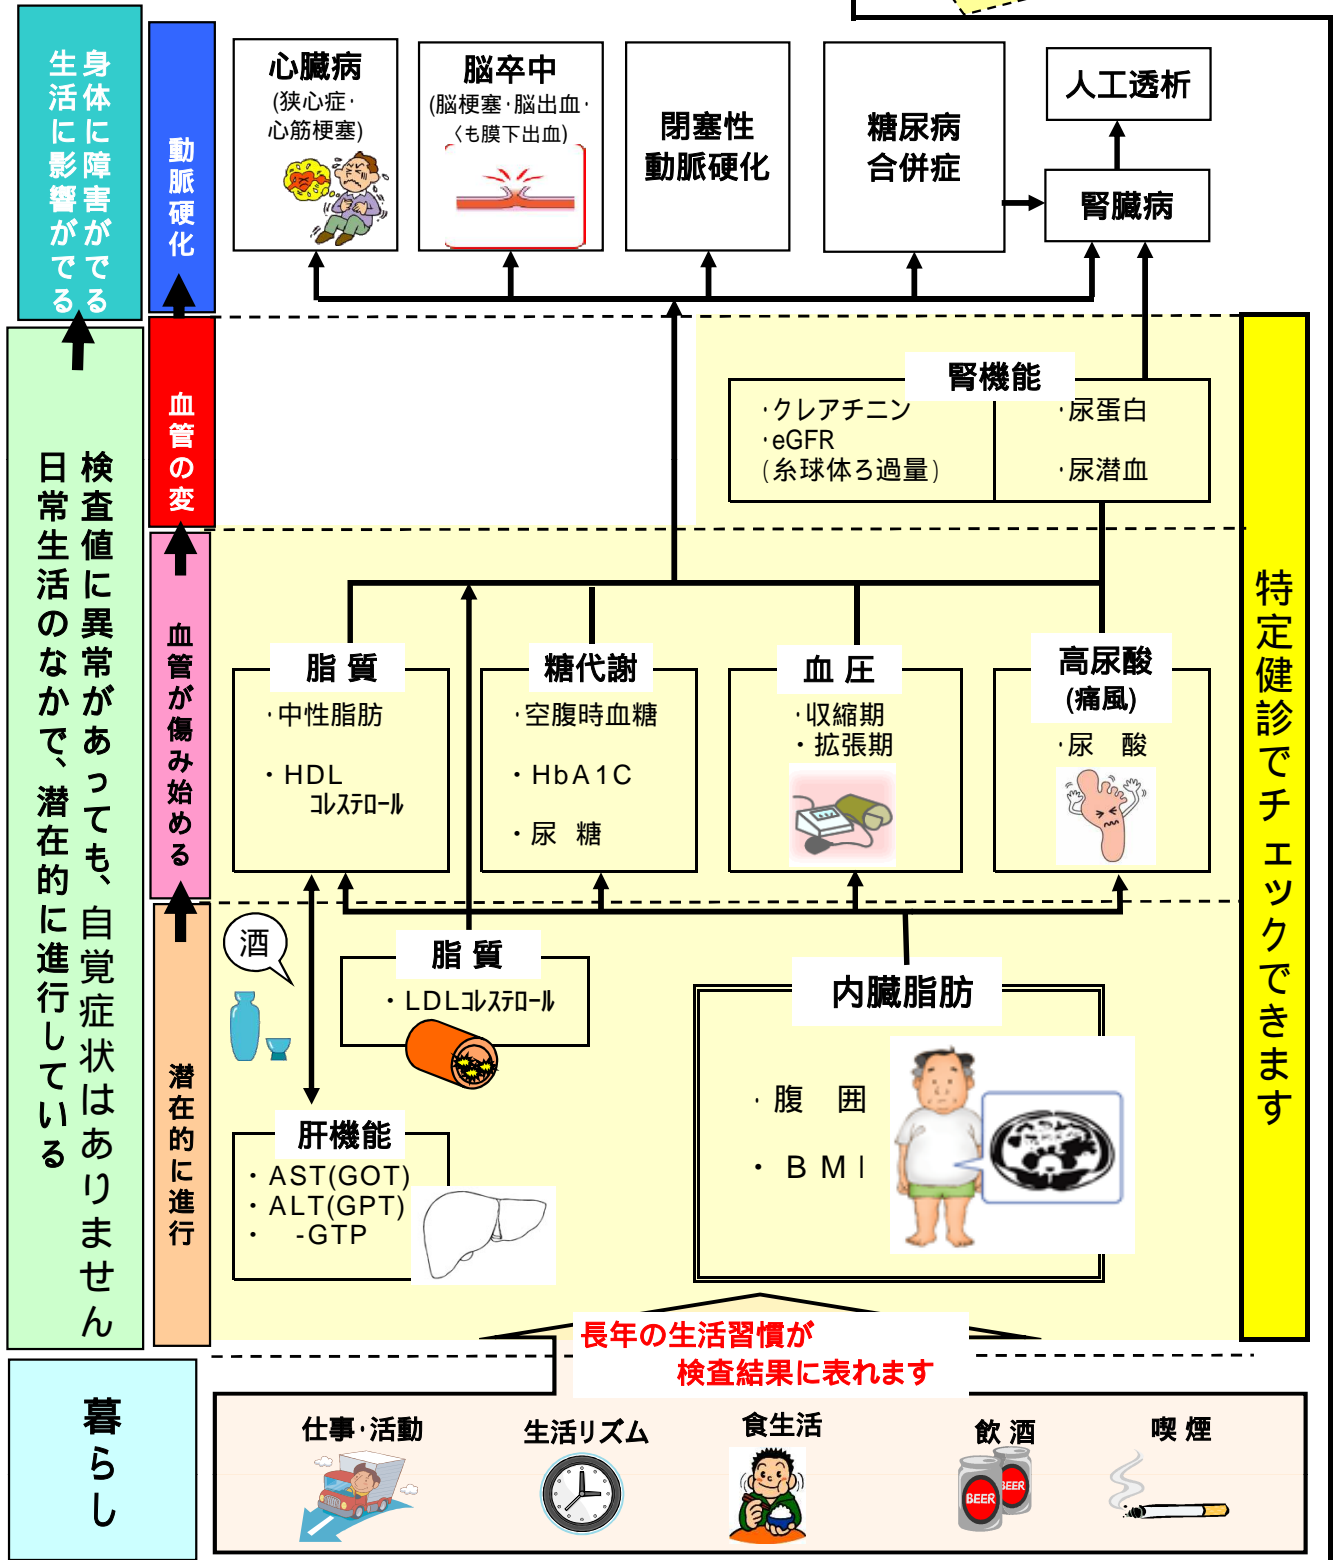 身体に障害がでる
生活に影響がでる
動脈硬化
心臓病
(狭心症･
心筋梗塞)
脳卒中
(脳梗塞･脳出血･
くも膜下出血)
閉塞性
動脈硬化
糖尿病
合併症
人工透析
腎臓病
検査値に異常があっても、自覚症状はありません
日常生活のなかで、潜在的に進行している
血管の変
腎機能
･クレアチニン
･eGFR
(糸球体ろ過量)
･尿蛋白
･尿潜血
特定健診でチェックできます
血管が傷み始める
脂 質
･中性脂肪
・HDL
ｺﾚｽﾃﾛｰﾙ
糖代謝
･空腹時血糖
・HbA1C
・尿 糖
血 圧
･収縮期
・拡張期
高尿酸
(痛風)
･尿 酸
潜在的に進行
酒
脂 質
・LDLｺﾚｽﾃﾛｰﾙ
内臓脂肪
･腹 囲
・BMI
肝機能
・AST(GOT)
・ALT(GPT)
・ -GTP
長年の生活習慣が
検査結果に表れます
暮らし
仕事･活動
生活リズム
食生活
飲 酒
BEER
BEER
喫 煙